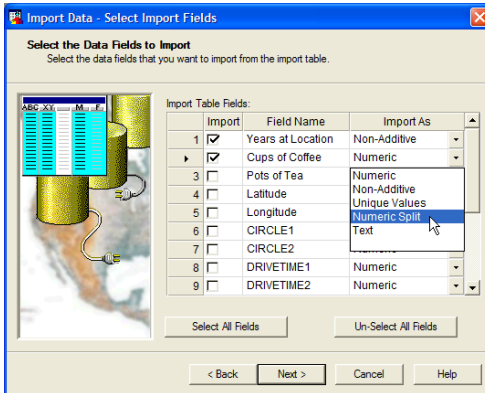 Import Data - Select Import Fields
Select the Data Fields to Import
Select the data fields that you want to import from the import table.
ABC XY M F
Import Table Fields:
Import Field Name Import As
1 Years at Location Non-Additive
Cups of Coffee Numeric
3 Pots of Tea Numeric
4 Latitude Non-Additive
5 Longitude Unique Values
6 CIRCLE1 Numeric Split
7 CIRCLE2 Text
8 DRIVETIME1 Numeric
9 DRIVETIME2 Numeric
Select All Fields Un-Select All Fields
< Back Next > Cancel Help